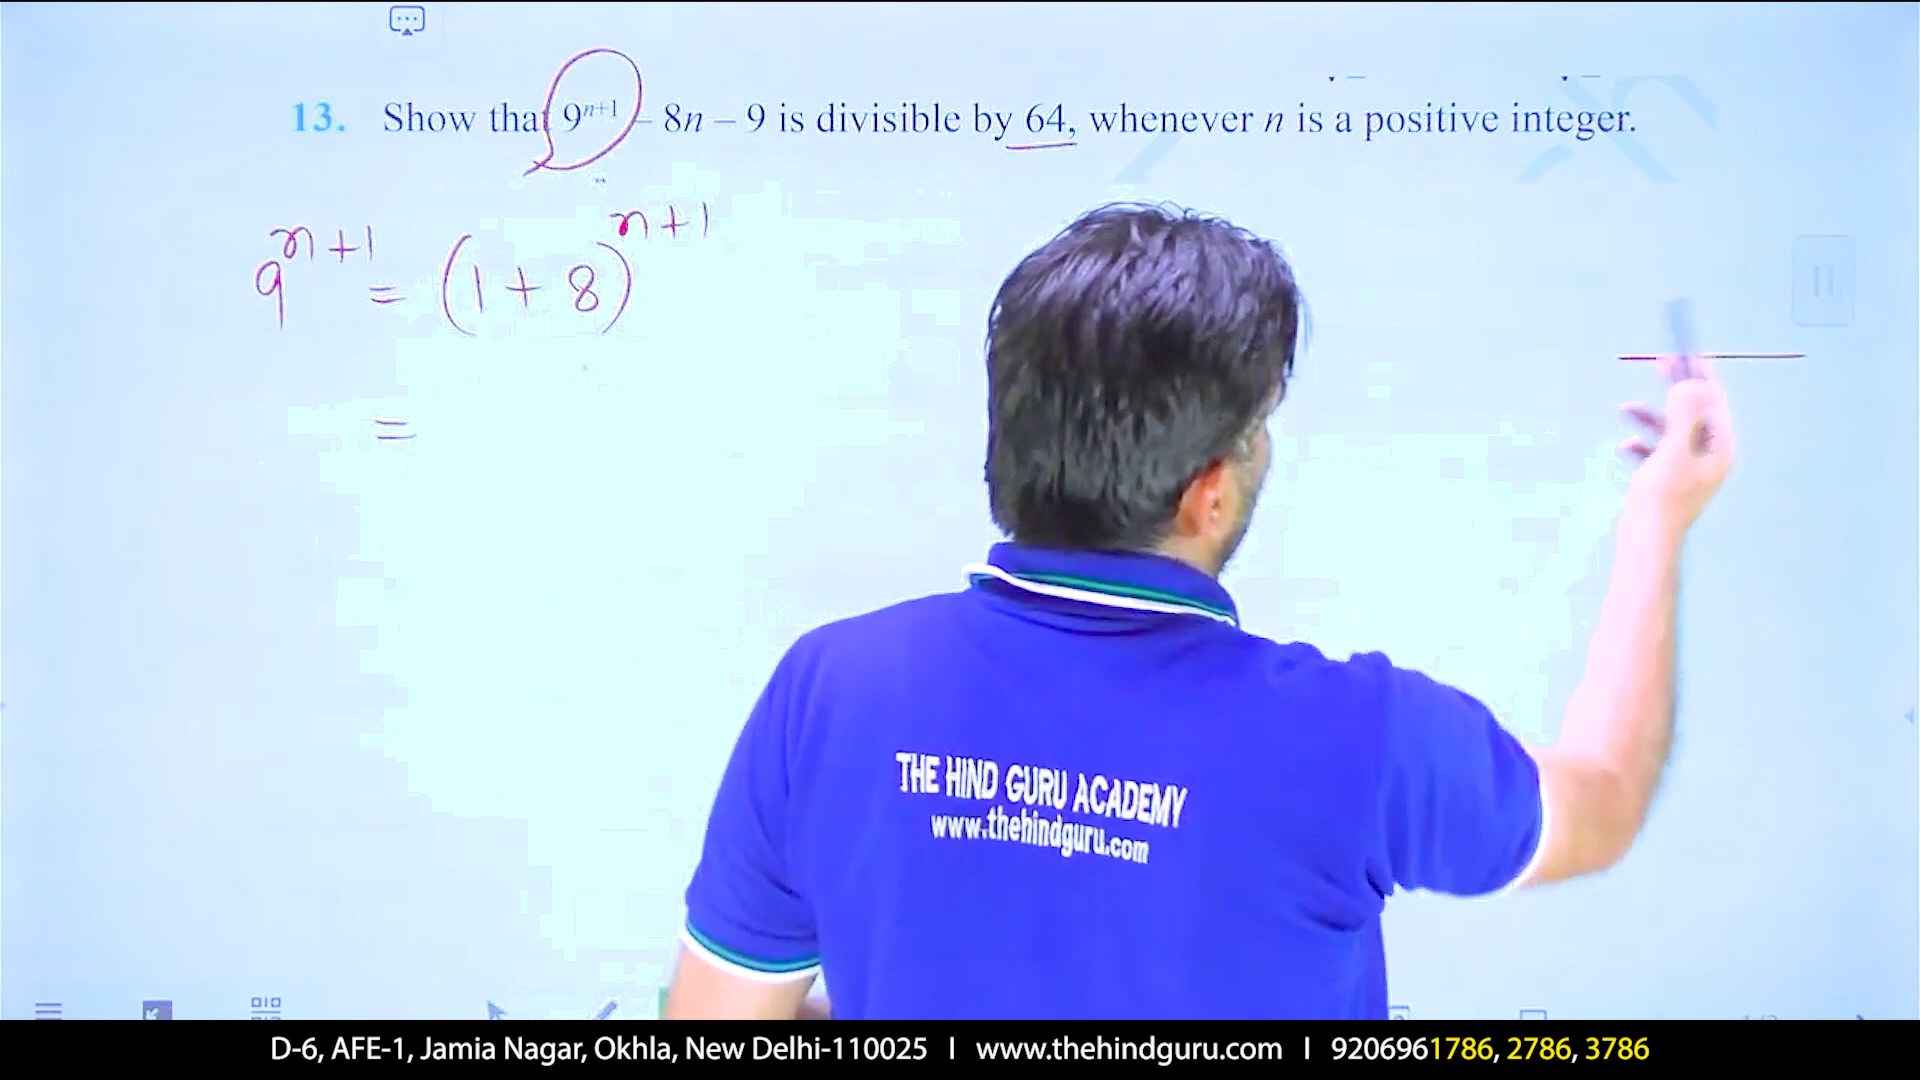 13. Show that 9^{n+1} – 8n – 9 is divisible by 64, whenever n is a positive integer.
9^{n+1} = (1 + 8)^{n+1}
=
THE HIND GURU ACADEMY
www.thehindguru.com
D-6, AFE-1, Jamia Nagar, Okhla, New Delhi-110025 I www.thehindguru.com I 9206961786, 2786, 3786